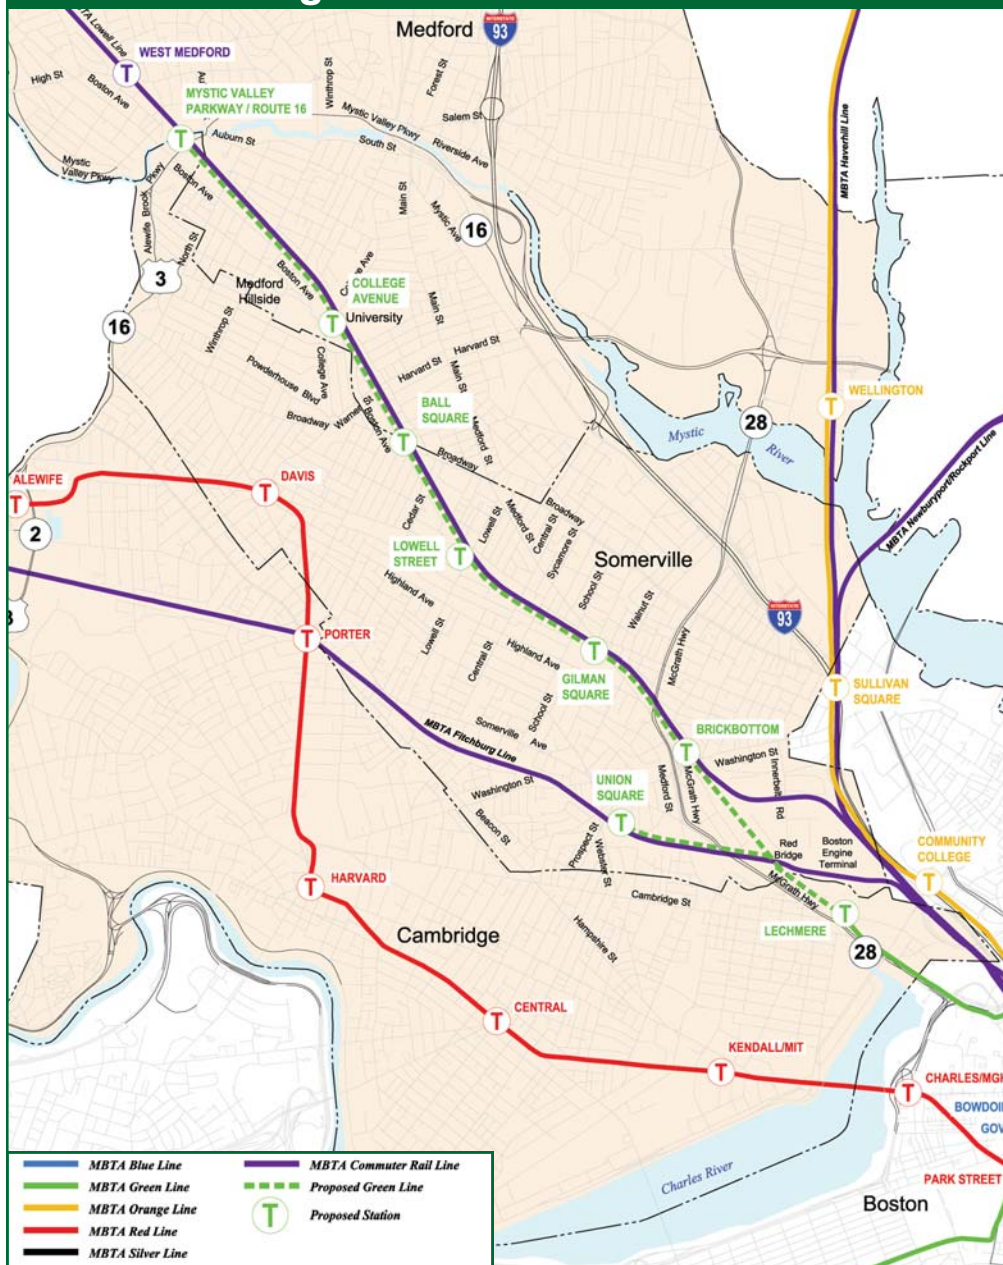 Medford
INTERSTATE
93
MBTA Lowell Line
WEST MEDFORD
T
High St
Boston Ave
Winthrop St
Forest St
MYSTIC VALLEY
PARKWAY / ROUTE 16
T
Auburn St
Mystic Valley Pkwy
Salem St
South St
Riverside Ave
Mystic
Valley Pkwy
Boston Ave
Alewife Brook Pkwy
North St
Main St
Mystic Ave
16
MBTA Haverhill Line
3
Medford
Hillside
Boston Ave
COLLEGE
AVENUE
T
University
16
Winthrop St
Main St
Harvard St
Harvard St
Main St
College Ave
Powderhouse Blvd
Broadway
Warner St
Boston Ave
BALL
SQUARE
T
Medford St
Broadway
WELLINGTON
T
28
Mystic
River
MBTA Newburyport/Rockport Line
ALEWIFE
T
DAVIS
T
2
Cedar St
Lowell St
Medford St
Central St
Broadway
Sycamore St
LOWELL
STREET
T
Somerville
School St
Walnut St
INTERSTATE
93
Highland Ave
Lowell St
Central St
Highland Ave
T
GILMAN
SQUARE
McGrath Hwy
3
PORTER
T
T
SULLIVAN
SQUARE
School St
Somerville
Ave
MBTA Fitchburg Line
BRICKBOTTOM
T
Washington St
Innerbelt Rd
Medford St
McGrath Hwy
Washington St
UNION
SQUARE
T
Beacon St
Prospect St
Webster St
Red
Bridge
Boston
Engine
Terminal
COMMUNITY
COLLEGE
T
HARVARD
T
Cambridge St
McGrath Hwy
T
LECHMERE
Hampshire St
Cambridge
28
CENTRAL
T
KENDALL/MIT
T
CHARLES/MGH
T
PARK STREET
Charles River
Boston
MBTA Blue Line
MBTA Green Line
MBTA Orange Line
MBTA Red Line
MBTA Silver Line
MBTA Commuter Rail Line
Proposed Green Line
T
Proposed Station